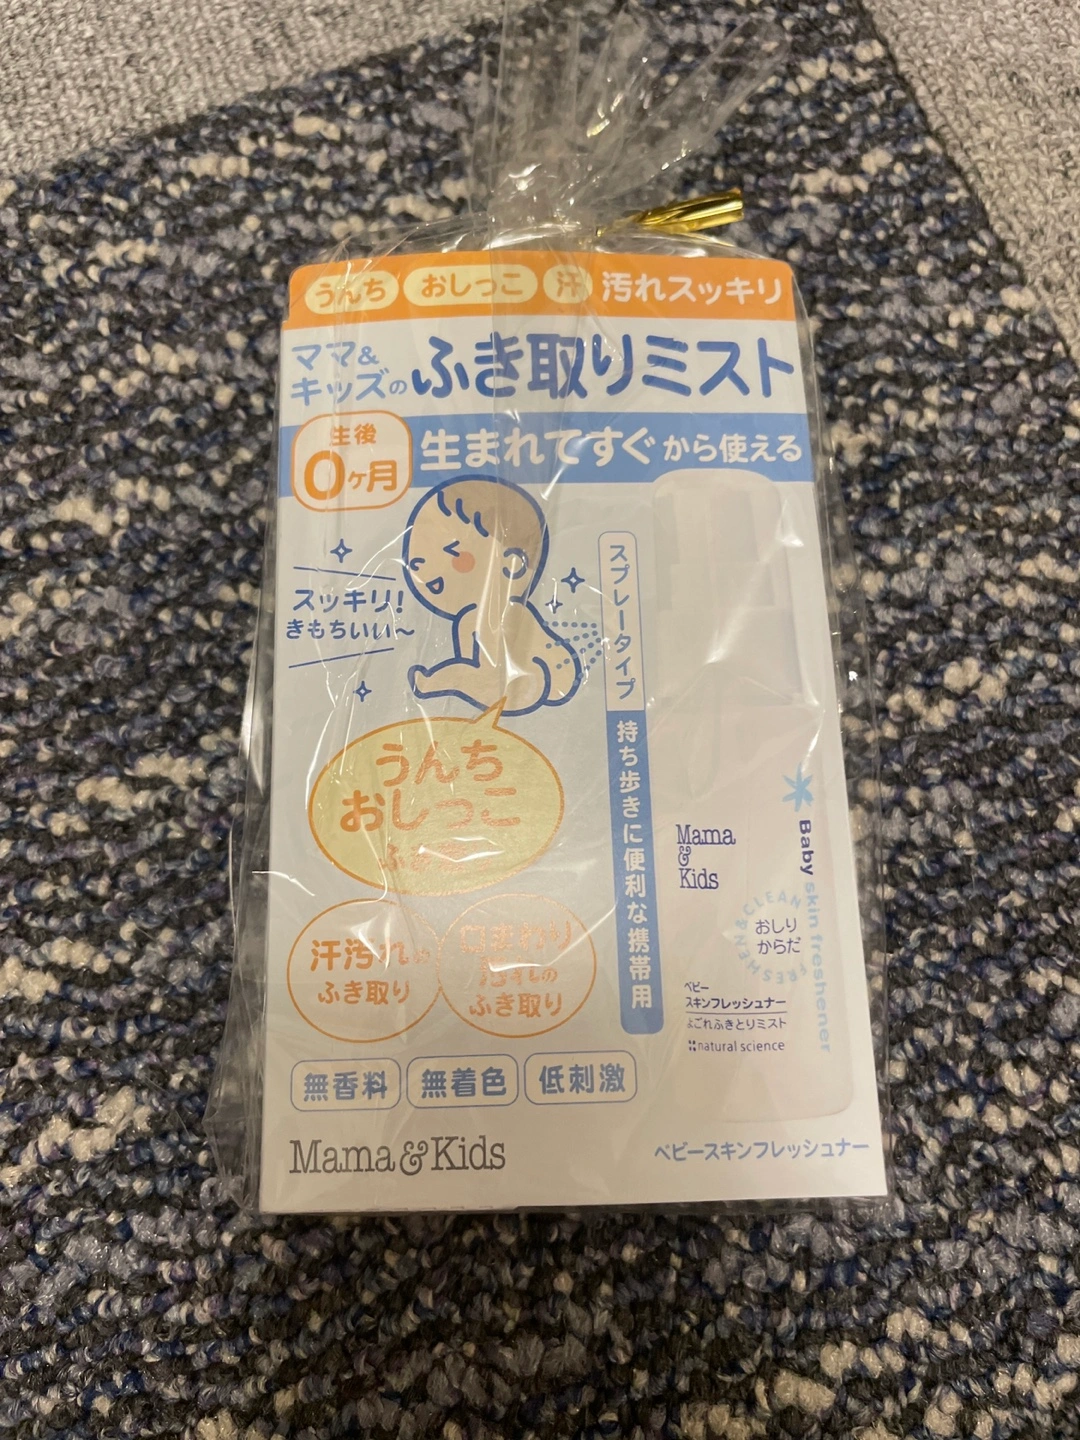 うんち おしっこ 汗 汚れスッキリ
ママ&
キッズの
ふき取りミスト
生後
0ヶ月
生まれてすぐから使える
スッキリ!
きもちいい〜
スプレータイプ
持ち歩きに便利な携帯用
うんち
おしっこ
汗汚れの
ふき取り
口まわり
ふき取り
無香料 無着色 低刺激
Mama&Kids
Mama
&
Kids
Baby skin freshener
FRESHEN&CLEAN
おしり
からだ
ベビー
スキンフレッシュナー
よごれふきとりミスト
natural science
ベビースキンフレッシュナー